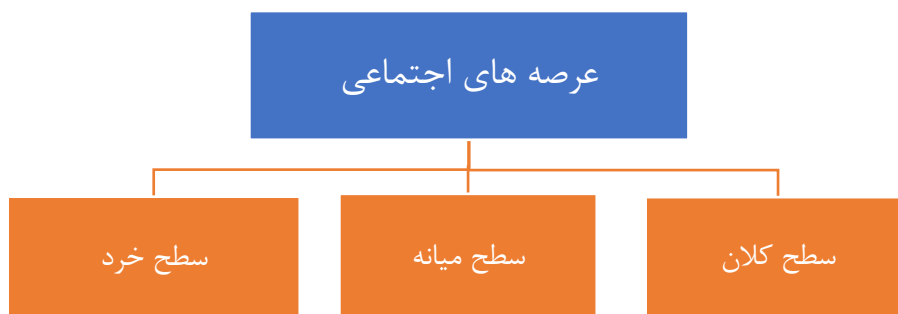 عرصه های اجتماعی
سطح کلان
سطح میانه
سطح خرد